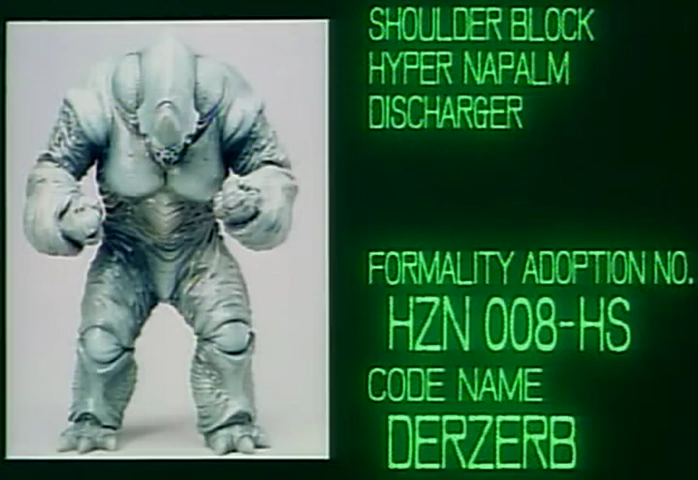 SHOULDER BLOCK
HYPER NAPALM
DISCHARGER
FORMALITY ADOPTION NO.
HZN 008-HS
CODE NAME
DERZERB